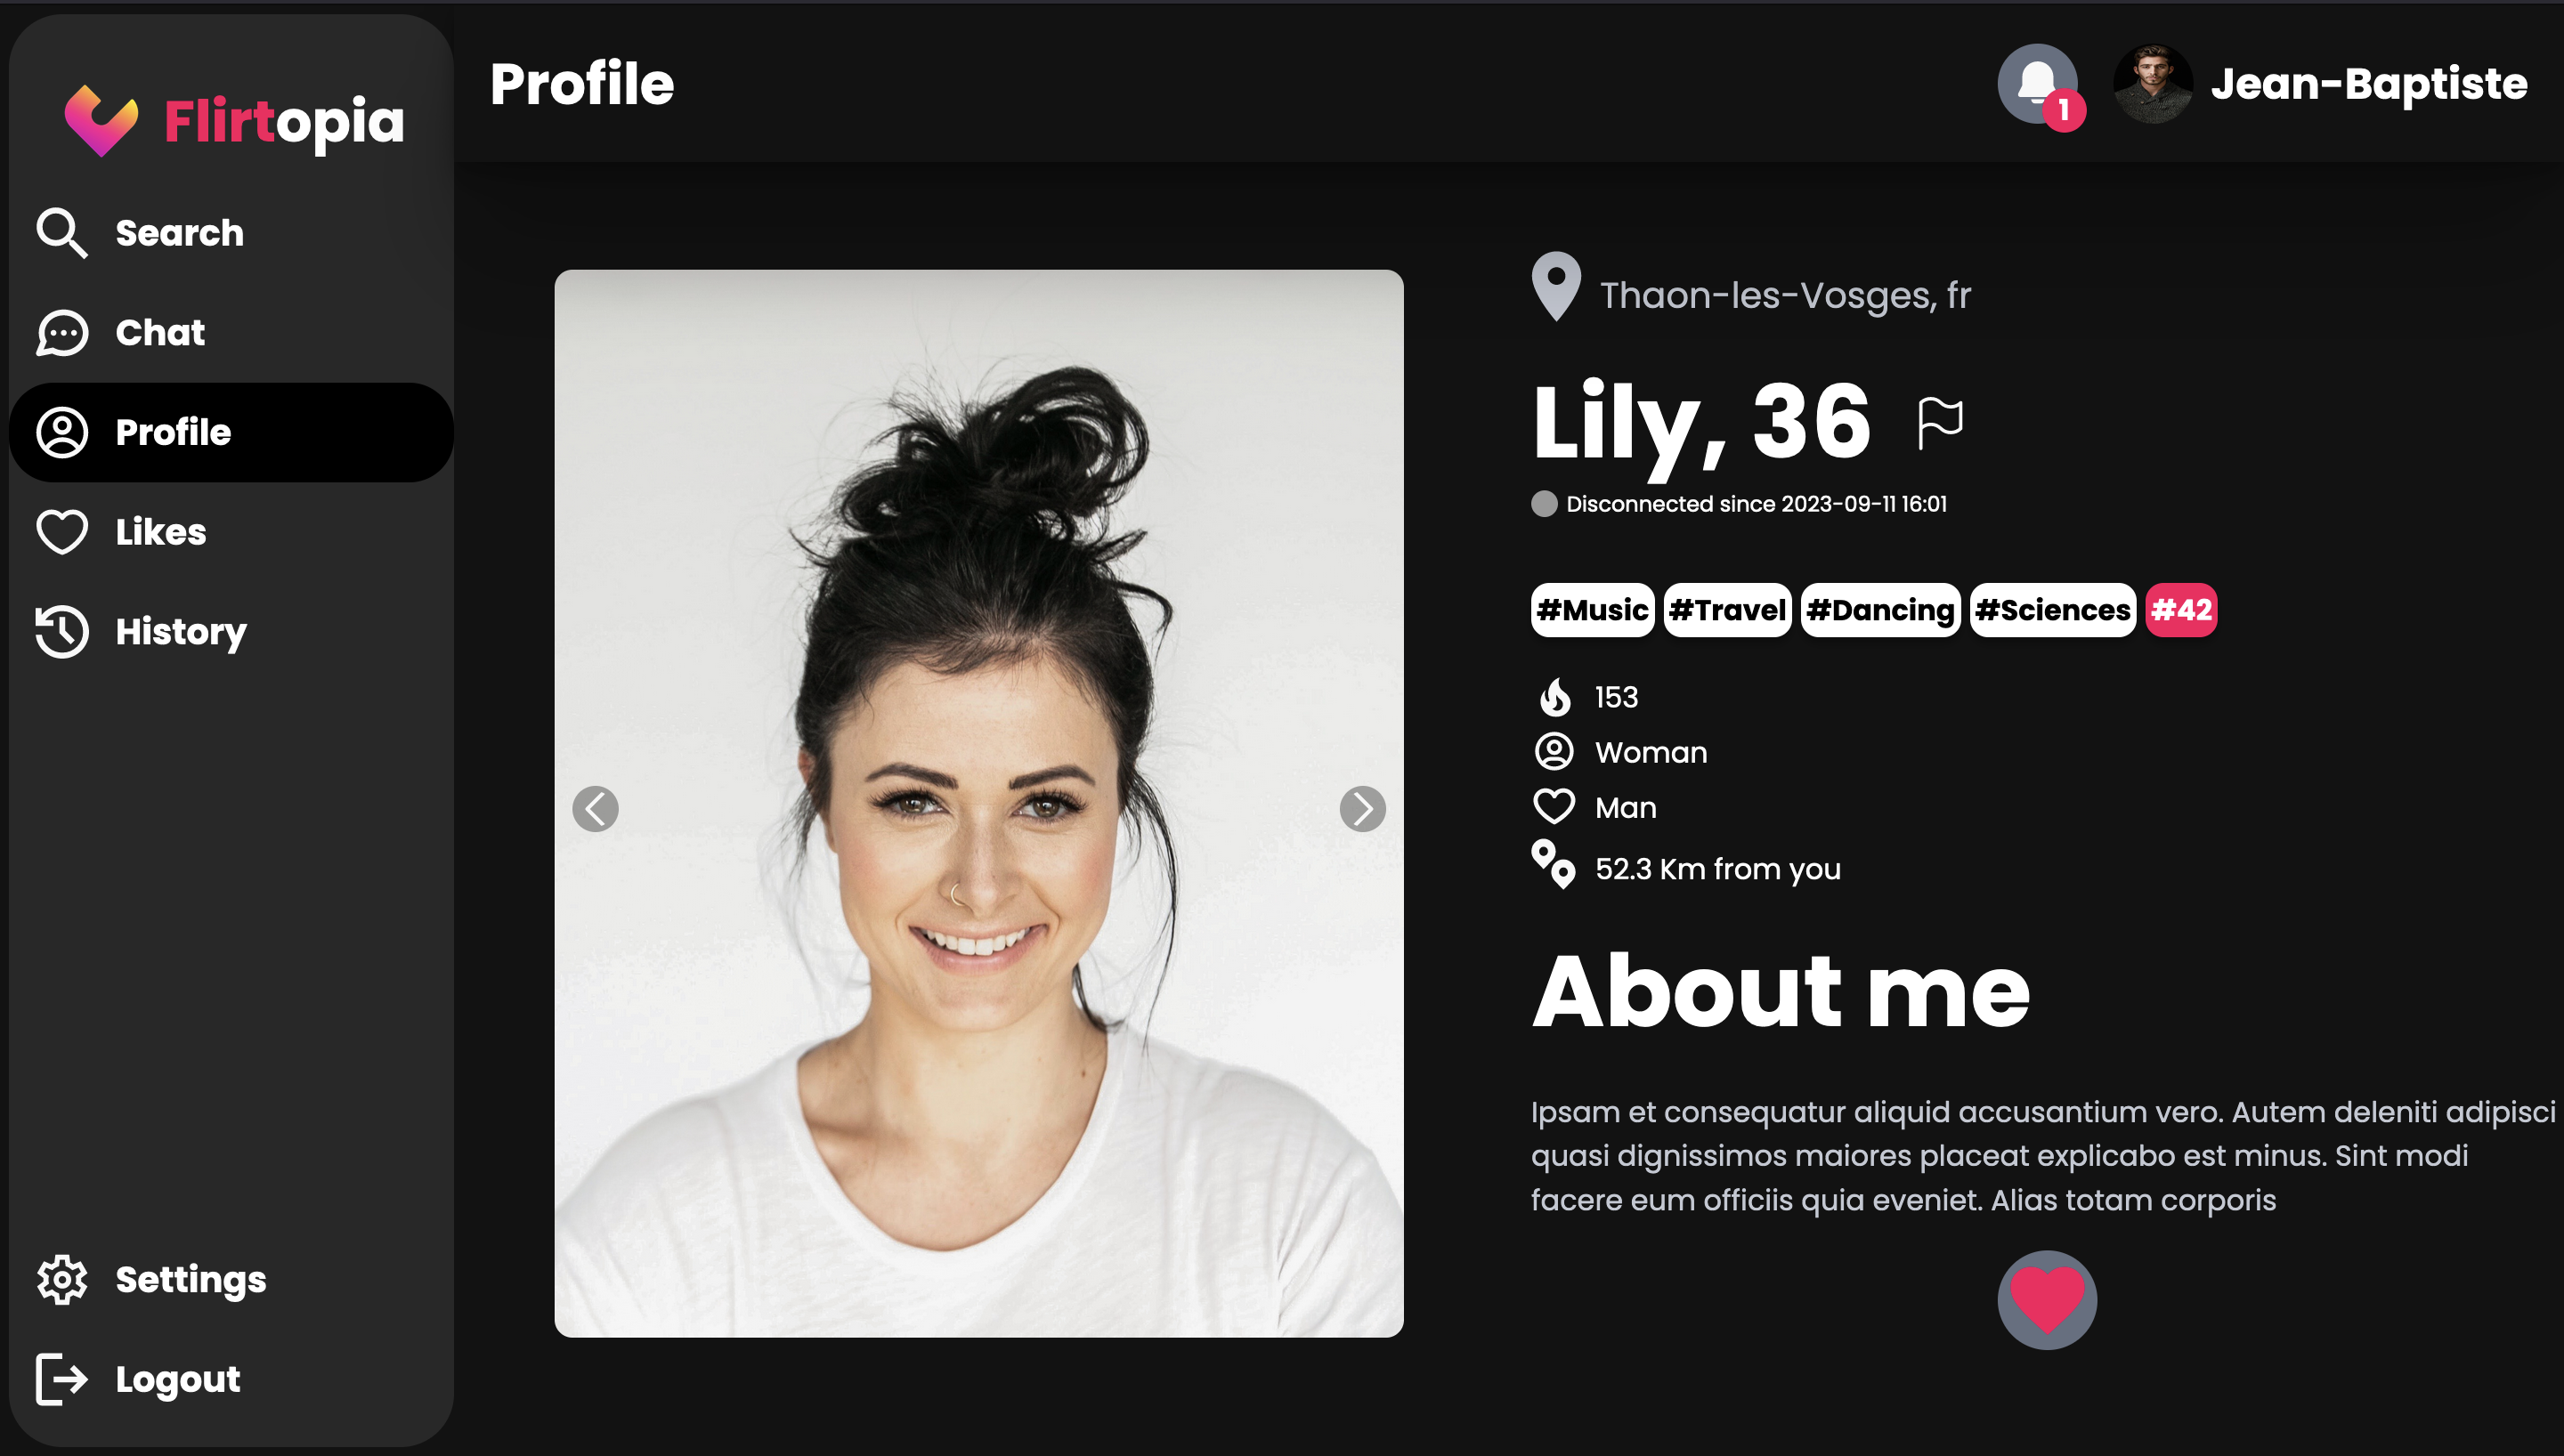 Flirtopia
Search
Chat
Profile
Likes
History
Settings
Logout
Profile
1
Jean-Baptiste
Thaon-les-Vosges, fr
Lily, 36
Disconnected since 2023-09-11 16:01
#Music #Travel #Dancing #Sciences #42
153
Woman
Man
52.3 Km from you
About me
Ipsam et consequatur aliquid accusantium vero. Autem deleniti adipisci
quasi dignissimos maiores placeat explicabo est minus. Sint modi
facere eum officiis quia eveniet. Alias totam corporis